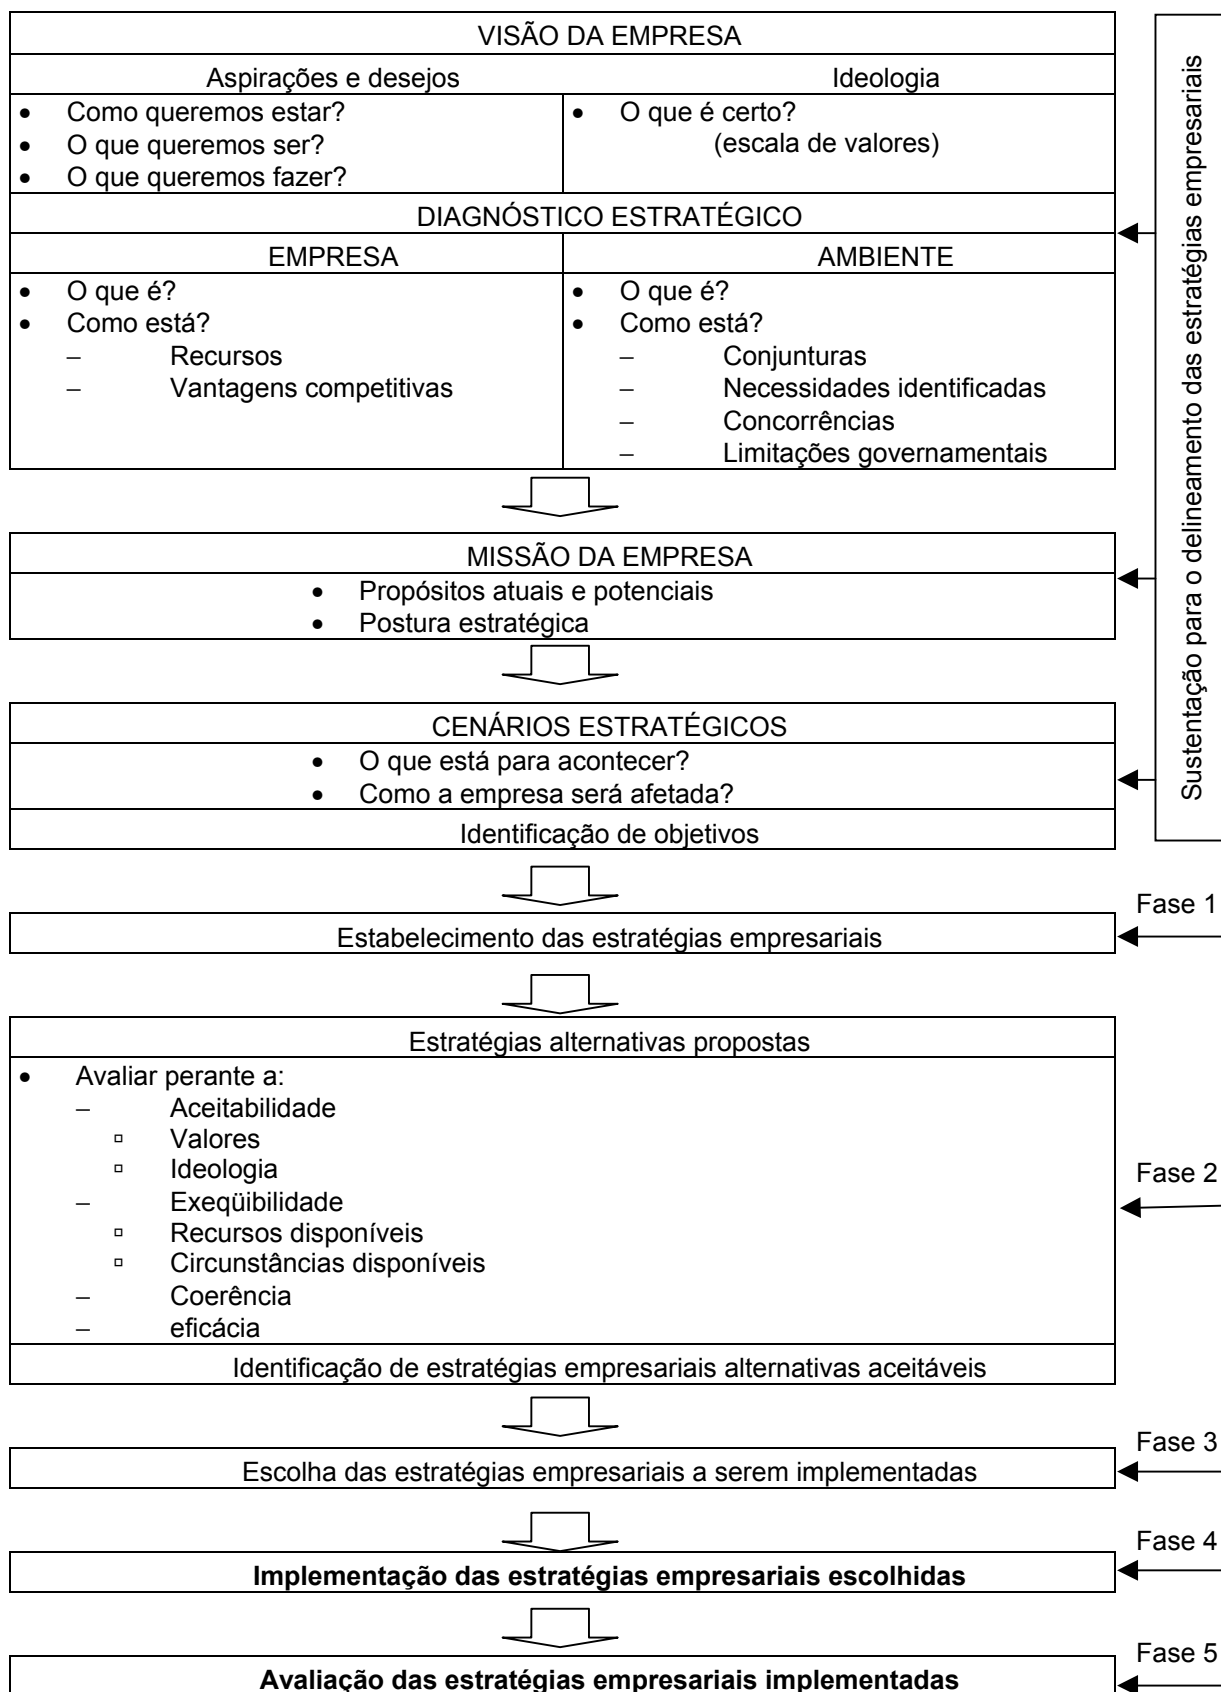 VISÃO DA EMPRESA
Aspirações e desejos
Ideologia
• Como queremos estar?
• O que queremos ser?
• O que queremos fazer?
• O que é certo?
(escala de valores)
DIAGNÓSTICO ESTRATÉGICO
EMPRESA
AMBIENTE
• O que é?
• Como está?
– Recursos
– Vantagens competitivas
• O que é?
• Como está?
– Conjunturas
– Necessidades identificadas
– Concorrências
– Limitações governamentais
Sustentação para o delineamento das estratégias empresariais
MISSÃO DA EMPRESA
• Propósitos atuais e potenciais
• Postura estratégica
CENÁRIOS ESTRATÉGICOS
• O que está para acontecer?
• Como a empresa será afetada?
Identificação de objetivos
Fase 1
Estabelecimento das estratégias empresariais
Estratégias alternativas propostas
• Avaliar perante a:
– Aceitabilidade
▫ Valores
▫ Ideologia
– Exeqüibilidade
▫ Recursos disponíveis
▫ Circunstâncias disponíveis
– Coerência
– eficácia
Fase 2
Identificação de estratégias empresariais alternativas aceitáveis
Fase 3
Escolha das estratégias empresariais a serem implementadas
Fase 4
Implementação das estratégias empresariais escolhidas
Fase 5
Avaliação das estratégias empresariais implementadas